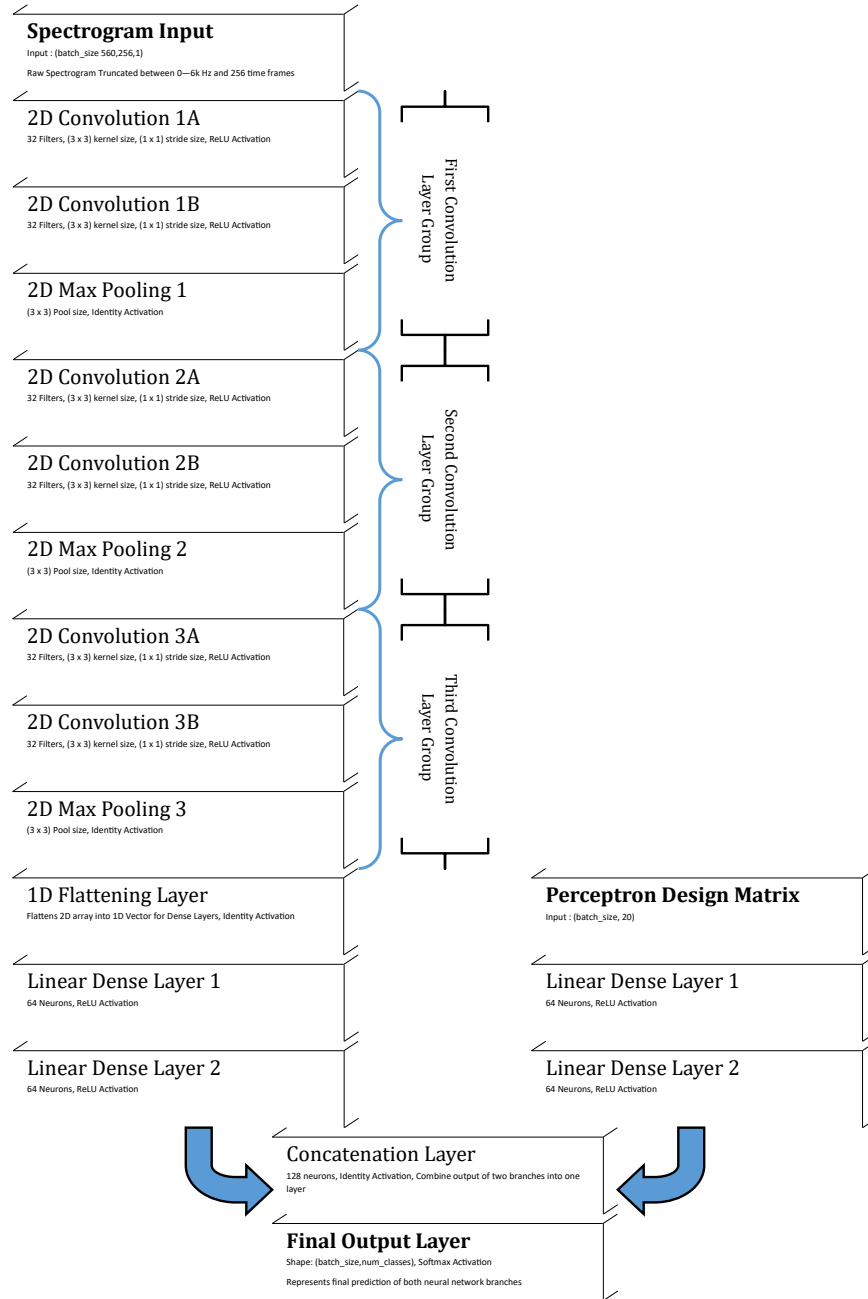 Spectrogram Input
Input : (batch_size 560,256,1)
Raw Spectrogram Truncated between 0—6k Hz and 256 time frames
2D Convolution 1A
32 Filters, (3 x 3) kernel size, (1 x 1) stride size, ReLU Activation
2D Convolution 1B
32 Filters, (3 x 3) kernel size, (1 x 1) stride size, ReLU Activation
2D Max Pooling 1
(3 x 3) Pool size, Identity Activation
First Convolution
Layer Group
2D Convolution 2A
32 Filters, (3 x 3) kernel size, (1 x 1) stride size, ReLU Activation
2D Convolution 2B
32 Filters, (3 x 3) kernel size, (1 x 1) stride size, ReLU Activation
2D Max Pooling 2
(3 x 3) Pool size, Identity Activation
Second Convolution
Layer Group
2D Convolution 3A
32 Filters, (3 x 3) kernel size, (1 x 1) stride size, ReLU Activation
2D Convolution 3B
32 Filters, (3 x 3) kernel size, (1 x 1) stride size, ReLU Activation
2D Max Pooling 3
(3 x 3) Pool size, Identity Activation
Third Convolution
Layer Group
1D Flattening Layer
Flattens 2D array into 1D Vector for Dense Layers, Identity Activation
Linear Dense Layer 1
64 Neurons, ReLU Activation
Linear Dense Layer 2
64 Neurons, ReLU Activation
Perceptron Design Matrix
Input : (batch_size, 20)
Linear Dense Layer 1
64 Neurons, ReLU Activation
Linear Dense Layer 2
64 Neurons, ReLU Activation
Concatenation Layer
128 neurons, Identity Activation, Combine output of two branches into one
layer
Final Output Layer
Shape: (batch_size,num_classes), Softmax Activation
Represents final prediction of both neural network branches